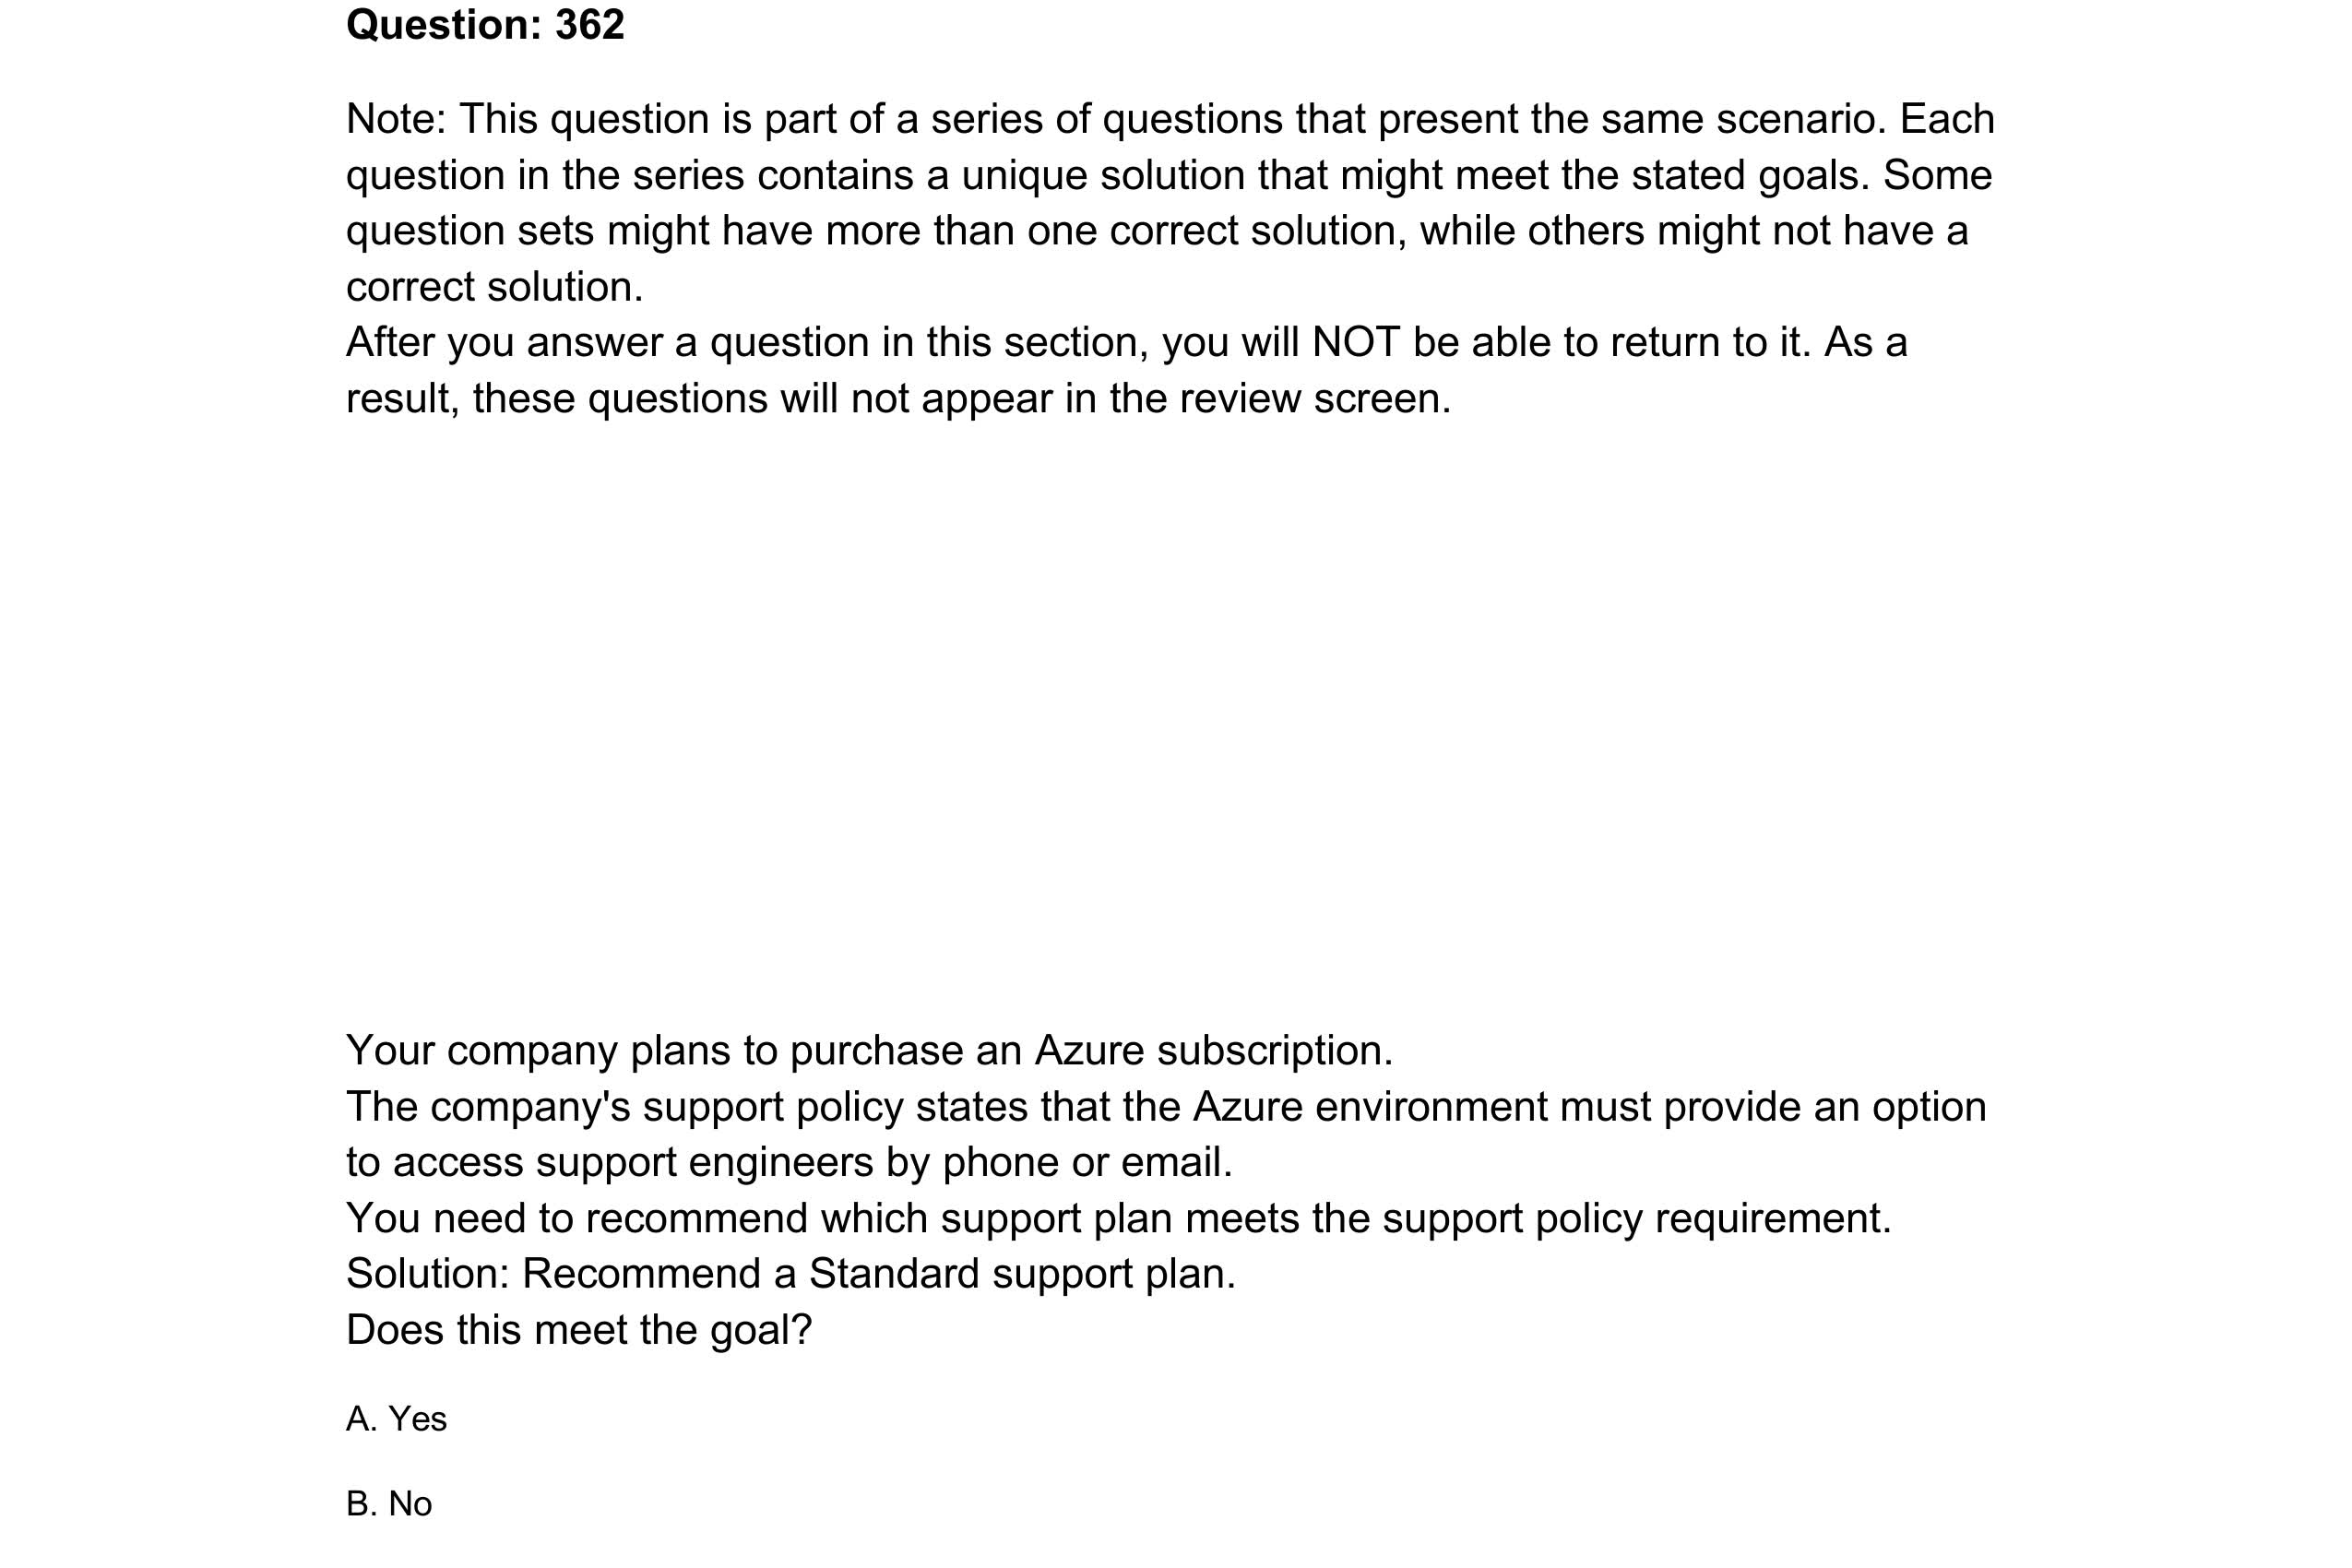 Question: 362
Note: This question is part of a series of questions that present the same scenario. Each
question in the series contains a unique solution that might meet the stated goals. Some
question sets might have more than one correct solution, while others might not have a
correct solution.
After you answer a question in this section, you will NOT be able to return to it. As a
result, these questions will not appear in the review screen.
Your company plans to purchase an Azure subscription.
The company's support policy states that the Azure environment must provide an option
to access support engineers by phone or email.
You need to recommend which support plan meets the support policy requirement.
Solution: Recommend a Standard support plan.
Does this meet the goal?
A. Yes
B. No